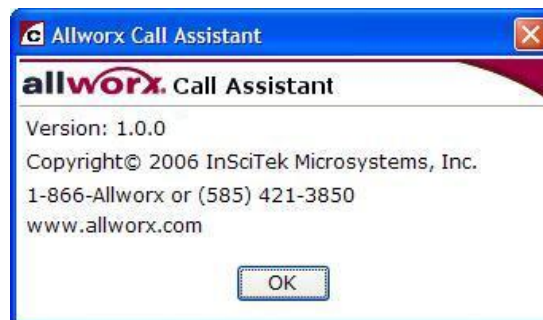 Allworx Call Assistant
allworx. Call Assistant
Version: 1.0.0
Copyright© 2006 InSciTek Microsystems, Inc.
1-866-Allworx or (585) 421-3850
www.allworx.com
OK